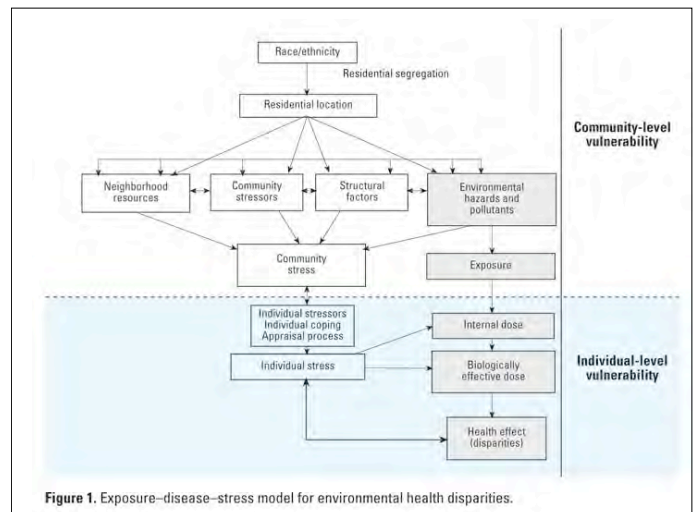 Race/ethnicity
Residential segregation
Residential location
Community-level
vulnerability
Neighborhood
resources
Community
stressors
Structural
factors
Environmental
hazards and
pollutants
Community
stress
Exposure
Individual stressors
Individual coping
Appraisal process
Internal dose
Individual stress
Biologically
effective dose
Individual-level
vulnerability
Health effect
(disparities)
Figure 1. Exposure–disease–stress model for environmental health disparities.